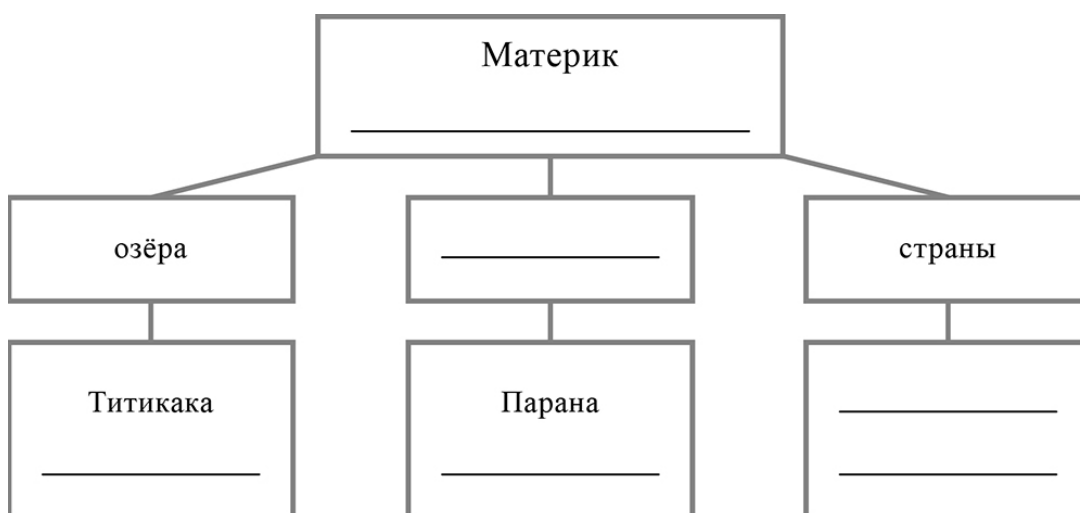 Материк
озёра
страны
Титикака
Парана